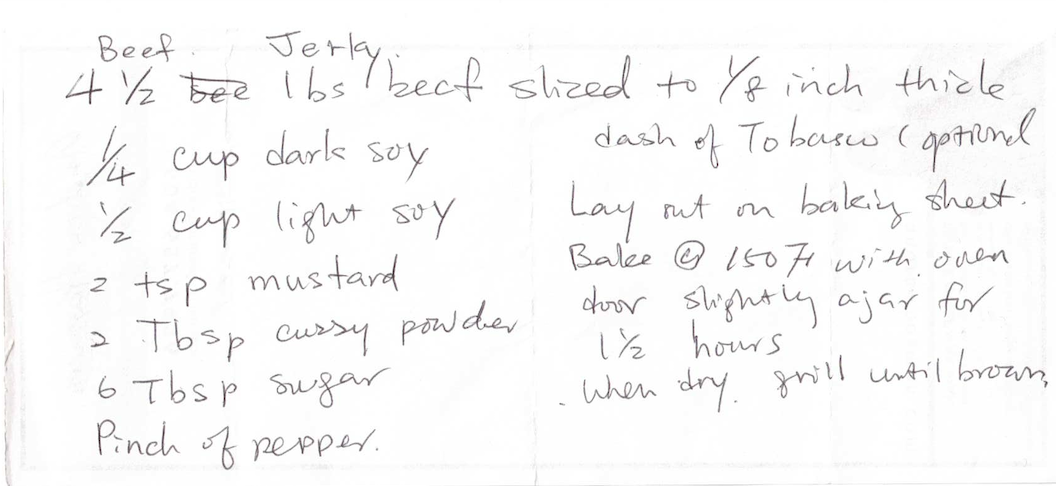 Beef Jerky.
4 ½ bee lbs beef sliced to 1/8 inch thick
¼ cup dark soy
½ cup light soy
2 tsp mustard
2 Tbsp curry powder
6 Tbsp sugar
Pinch of pepper.
dash of Tobasco (optional
Lay out on baking sheet.
Bake @ 150 F with oven
door slightly ajar for
1½ hours
. When dry. grill until brown,